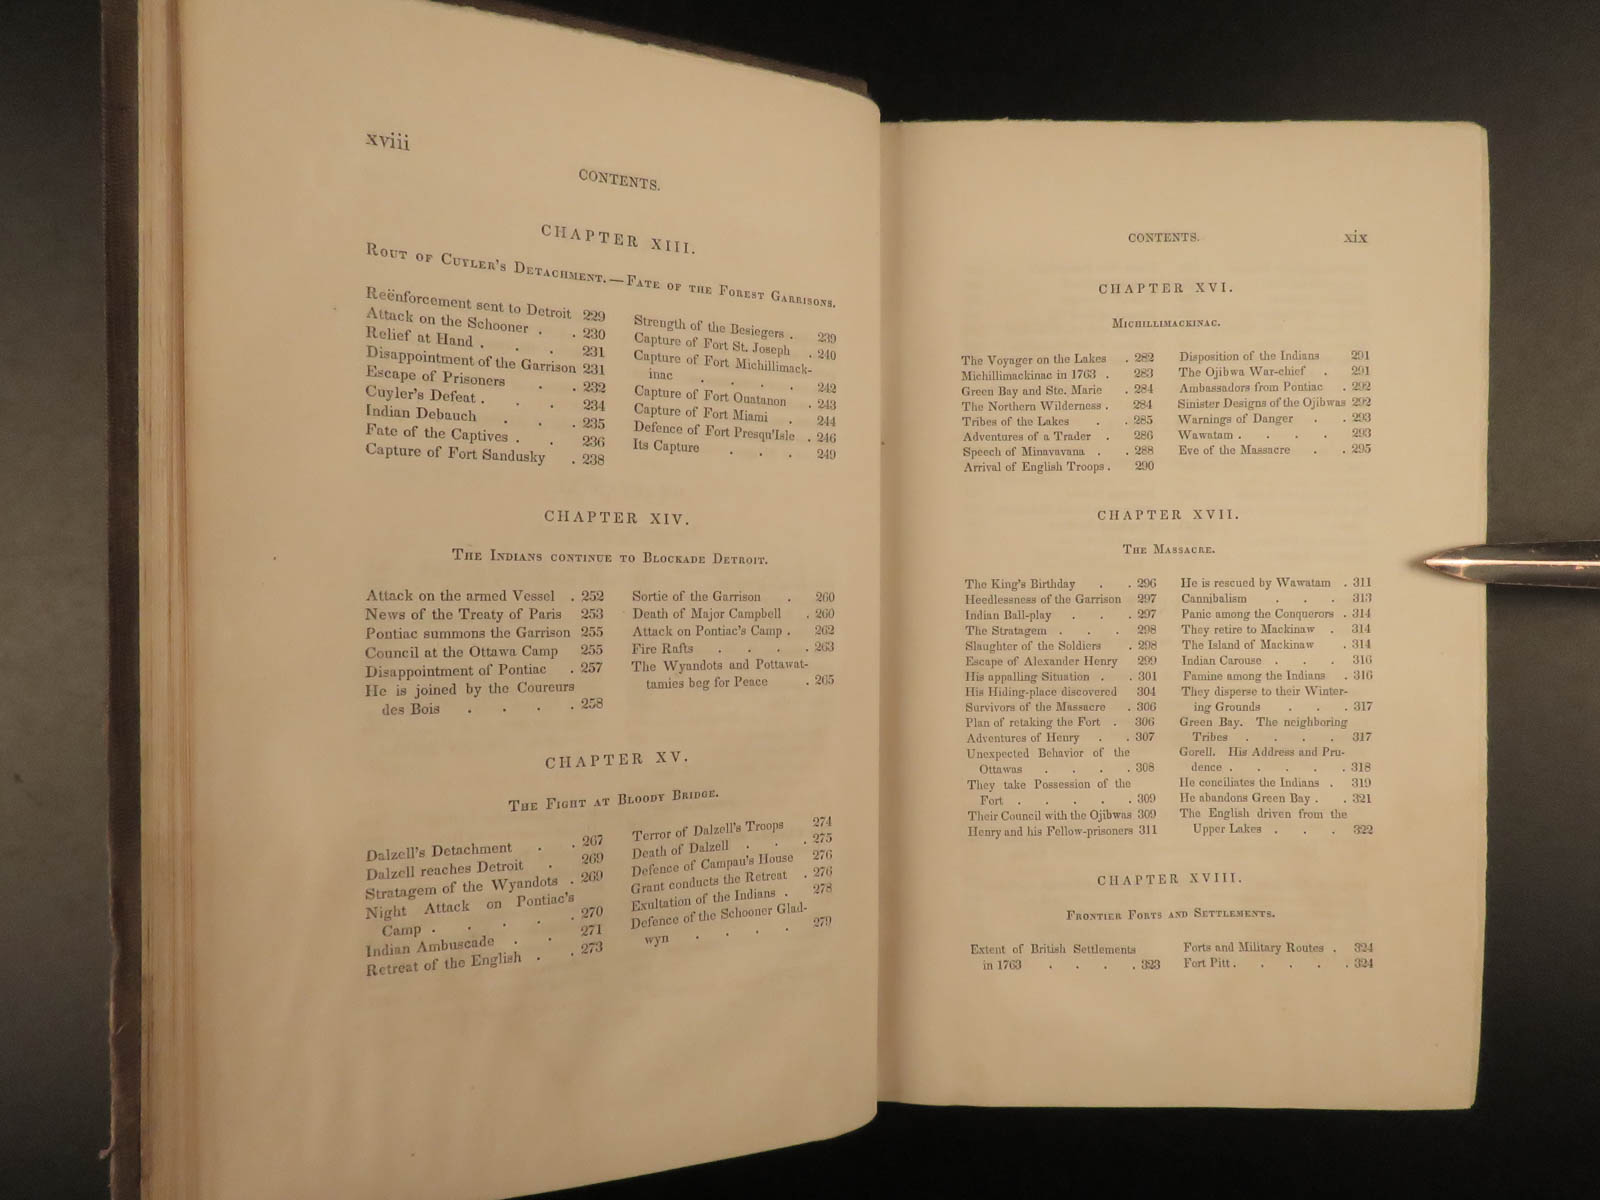 xviii
CONTENTS.
CHAPTER XIII.
ROUT OF CUYLER'S DETACHMENT.—FATE OF THE FOREST GARRISONS.
Reënforcement sent to Detroit 229
Attack on the Schooner . . 230
Relief at Hand . . . 231
Disappointment of the Garrison 231
Escape of Prisoners . . 232
Cuyler's Defeat . . . 234
Indian Debauch . . . 235
Fate of the Captives . . 236
Capture of Fort Sandusky . 238
Strength of the Besiegers . 239
Capture of Fort St. Joseph . 240
Capture of Fort Michillimack-
inac . . . . 242
Capture of Fort Ouatanon . 243
Capture of Fort Miami . 244
Defence of Fort Presqu'Isle . 246
Its Capture . . . 249
CHAPTER XIV.
THE INDIANS CONTINUE TO BLOCKADE DETROIT.
Attack on the armed Vessel . 252
News of the Treaty of Paris 253
Pontiac summons the Garrison 255
Council at the Ottawa Camp 255
Disappointment of Pontiac . 257
He is joined by the Coureurs
des Bois . . . . 258
Sortie of the Garrison . 260
Death of Major Campbell . 260
Attack on Pontiac's Camp . 262
Fire Rafts . . . . 263
The Wyandots and Pottawat-
tamies beg for Peace . 265
CHAPTER XV.
THE FIGHT AT BLOODY BRIDGE.
Dalzell's Detachment . . 267
Dalzell reaches Detroit . 269
Stratagem of the Wyandots . 269
Night Attack on Pontiac's
Camp . . . . . 270
Indian Ambuscade . . 271
Retreat of the English . . 273
Terror of Dalzell's Troops 274
Death of Dalzell . . . 275
Defence of Campau's House 276
Grant conducts the Retreat . 276
Exultation of the Indians . 278
Defence of the Schooner Glad-
wyn . . . . 279
CONTENTS. xix
CHAPTER XVI.
MICHILLIMACKINAC.
The Voyager on the Lakes . 282
Michillimackinac in 1763 . 283
Green Bay and Ste. Marie . 284
The Northern Wilderness . 284
Tribes of the Lakes . . 285
Adventures of a Trader . 286
Speech of Minavavana . . 288
Arrival of English Troops . 290
Disposition of the Indians 291
The Ojibwa War-chief . 291
Ambassadors from Pontiac . 292
Sinister Designs of the Ojibwas 292
Warnings of Danger . . 293
Wawatam . . . . 293
Eve of the Massacre . . 295
CHAPTER XVII.
THE MASSACRE.
The King's Birthday . . 296
Heedlessness of the Garrison 297
Indian Ball-play . . . 297
The Stratagem . . . 298
Slaughter of the Soldiers . 298
Escape of Alexander Henry 299
His appalling Situation . . 301
His Hiding-place discovered 304
Survivors of the Massacre . 306
Plan of retaking the Fort . 306
Adventures of Henry . . 307
Unexpected Behavior of the
Ottawas . . . . 308
They take Possession of the
Fort . . . . . 309
Their Council with the Ojibwas 309
Henry and his Fellow-prisoners 311
He is rescued by Wawatam . 311
Cannibalism . . . 313
Panic among the Conquerors . 314
They retire to Mackinaw . 314
The Island of Mackinaw . 314
Indian Carouse . . . 316
Famine among the Indians . 316
They disperse to their Winter-
ing Grounds . . . 317
Green Bay. The neighboring
Tribes . . . . 317
Gorell. His Address and Pru-
dence . . . . . 318
He conciliates the Indians . 319
He abandons Green Bay . . 321
The English driven from the
Upper Lakes . . . 322
CHAPTER XVIII.
FRONTIER FORTS AND SETTLEMENTS.
Extent of British Settlements
in 1763 . . . . 323
Forts and Military Routes . 324
Fort Pitt . . . . . 324